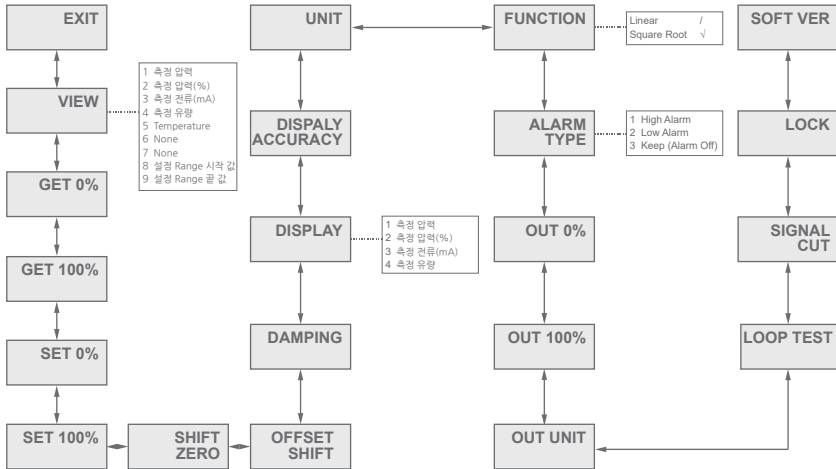 EXIT
VIEW
1 측정 압력
2 측정 압력(%)
3 측정 전류(mA)
4 측정 유량
5 Temperature
6 None
7 None
8 설정 Range 시작 값
9 설정 Range 끝 값
GET 0%
GET 100%
SET 0%
SET 100%
SHIFT
ZERO
OFFSET
SHIFT
DAMPING
DISPLAY
1 측정 압력
2 측정 압력(%)
3 측정 전류(mA)
4 측정 유량
DISPALY
ACCURACY
UNIT
FUNCTION
Linear /
Square Root √
ALARM
TYPE
1 High Alarm
2 Low Alarm
3 Keep (Alarm Off)
OUT 0%
OUT 100%
OUT UNIT
LOOP TEST
SIGNAL
CUT
LOCK
SOFT VER